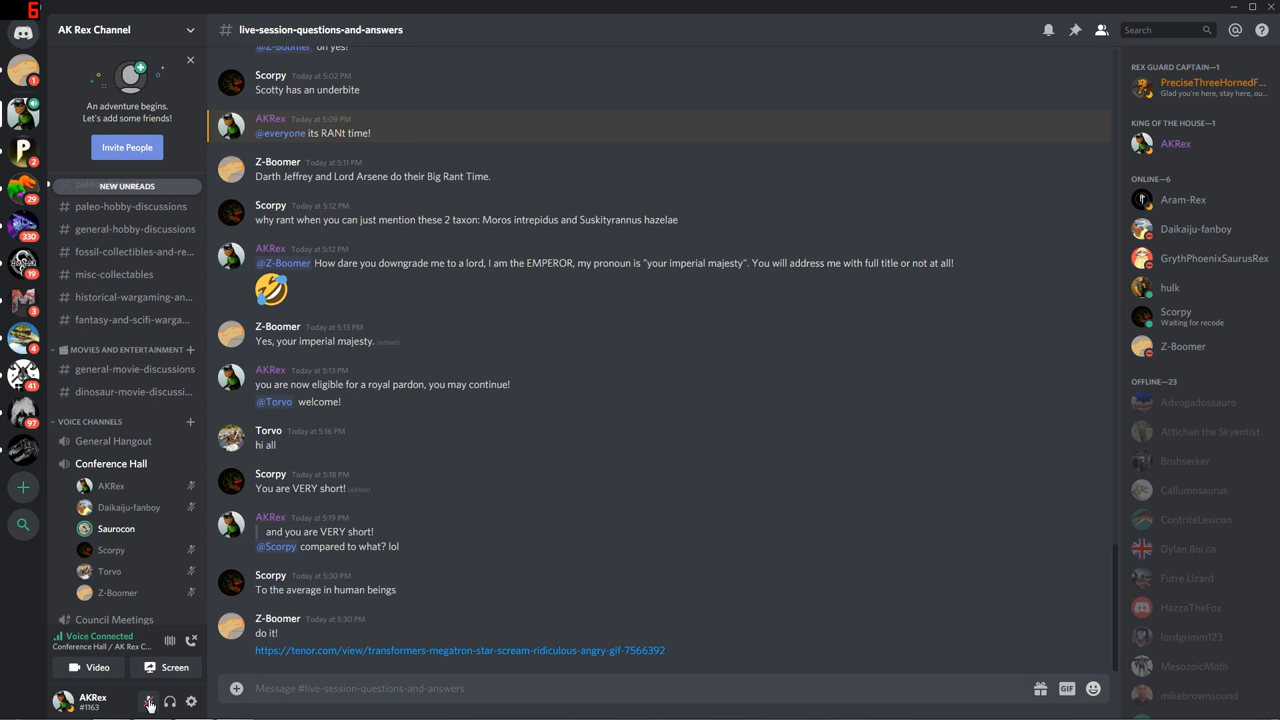 6
AK Rex Channel
# live-session-questions-and-answers
Search
An adventure begins.
Let's add some friends!
Invite People
NEW UNREADS
# paleo-hobby-discussions
# general-hobby-discussions
# fossil-collectibles-and-re...
# misc-collectables
# historical-wargaming-an...
# fantasy-and-scifi-warga...
MOVIES AND ENTERTAINMENT
# general-movie-discussions
# dinosaur-movie-discussi...
VOICE CHANNELS
General Hangout
Conference Hall
AKRex
Daikaiju-fanboy
Saurocon
Scorpy
Torvo
Z-Boomer
Council Meetings
Voice Connected
Conference Hall / AK Rex C...
Video
Screen
AKRex
#1163
1
2
29
330
19
3
4
41
97
@Z-Boomer oh yes!
Scorpy Today at 5:02 PM
Scotty has an underbite
AKRex Today at 5:09 PM
@everyone its RANt time!
Z-Boomer Today at 5:11 PM
Darth Jeffrey and Lord Arsene do their Big Rant Time.
Scorpy Today at 5:12 PM
why rant when you can just mention these 2 taxon: Moros intrepidus and Suskityrannus hazelae
AKRex Today at 5:12 PM
@Z-Boomer How dare you downgrade me to a lord, I am the EMPEROR, my pronoun is "your imperial majesty". You will address me with full title or not at all!
Z-Boomer Today at 5:13 PM
Yes, your imperial majesty. (edited)
AKRex Today at 5:13 PM
you are now eligible for a royal pardon, you may continue!
@Torvo welcome!
Torvo Today at 5:16 PM
hi all
Scorpy Today at 5:18 PM
You are VERY short! (edited)
AKRex Today at 5:19 PM
and you are VERY short!
@Scorpy compared to what? lol
Scorpy Today at 5:30 PM
To the average in human beings
Z-Boomer Today at 5:30 PM
do it!
https://tenor.com/view/transformers-megatron-star-scream-ridiculous-angry-gif-7566392
Message #live-session-questions-and-answers
GIF
REX GUARD CAPTAIN—1
PreciseThreeHornedF...
Glad you're here, stay here, ou...
KING OF THE HOUSE—1
AKRex
ONLINE—6
Aram-Rex
Daikaiju-fanboy
GrythPhoenixSaurusRex
hulk
Scorpy
Waiting for recode
Z-Boomer
OFFLINE—23
Advogadossauro
Attichan the Skyentist
Bruhserker
Callumosaurus
ContriteLexicon
Dylan Boi
Futre Lizard
HazzaTheFox
lordgrimm123
MesozoicMoth
mikebrownsound